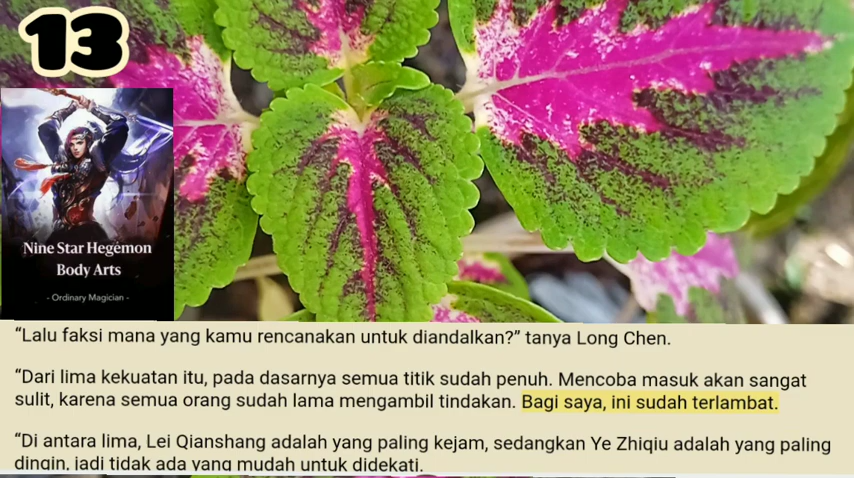 13
Nine Star Hegemon
Body Arts
- Ordinary Magician -
“Lalu faksi mana yang kamu rencanakan untuk diandalkan?” tanya Long Chen.
“Dari lima kekuatan itu, pada dasarnya semua titik sudah penuh. Mencoba masuk akan sangat
sulit, karena semua orang sudah lama mengambil tindakan. Bagi saya, ini sudah terlambat.
“Di antara lima, Lei Qianshang adalah yang paling kejam, sedangkan Ye Zhiqiu adalah yang paling
dingin, jadi tidak ada yang mudah untuk didekati.